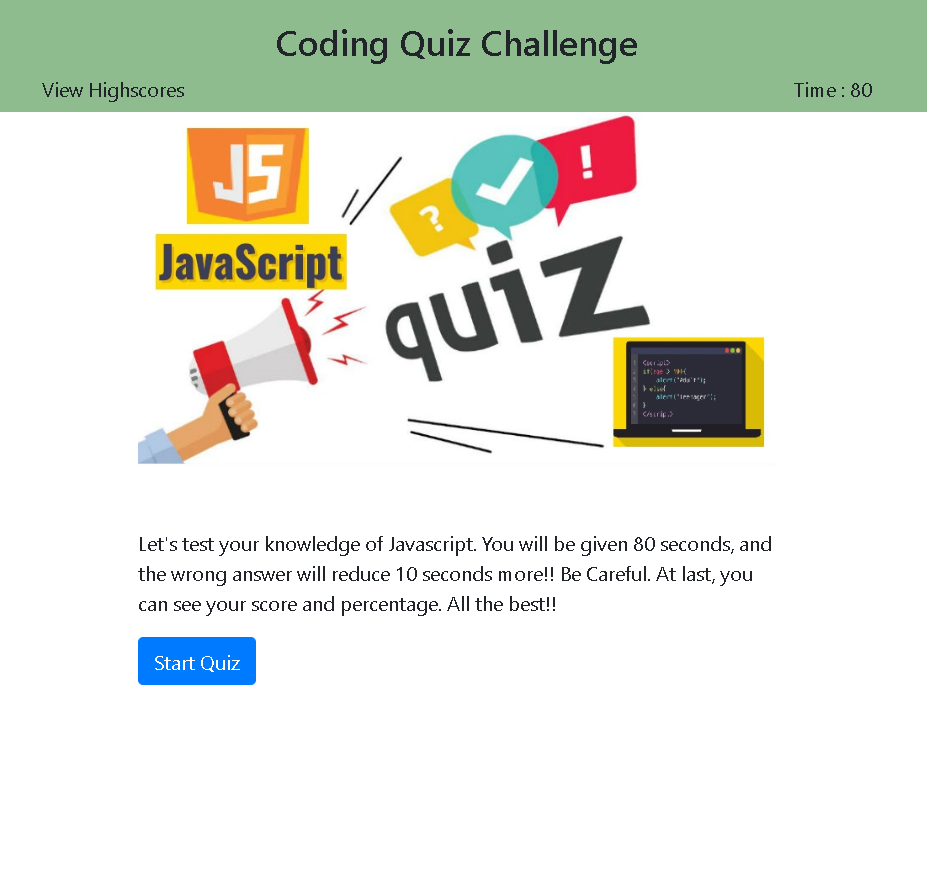 Coding Quiz Challenge
View Highscores
Time : 80
JS
JavaScript
?
!
quiz
<script>
if(age > 100{
alert("Adult");
} else{
alert("Teenager");
}
</script>
Let's test your knowledge of Javascript. You will be given 80 seconds, and
the wrong answer will reduce 10 seconds more!! Be Careful. At last, you
can see your score and percentage. All the best!!
Start Quiz